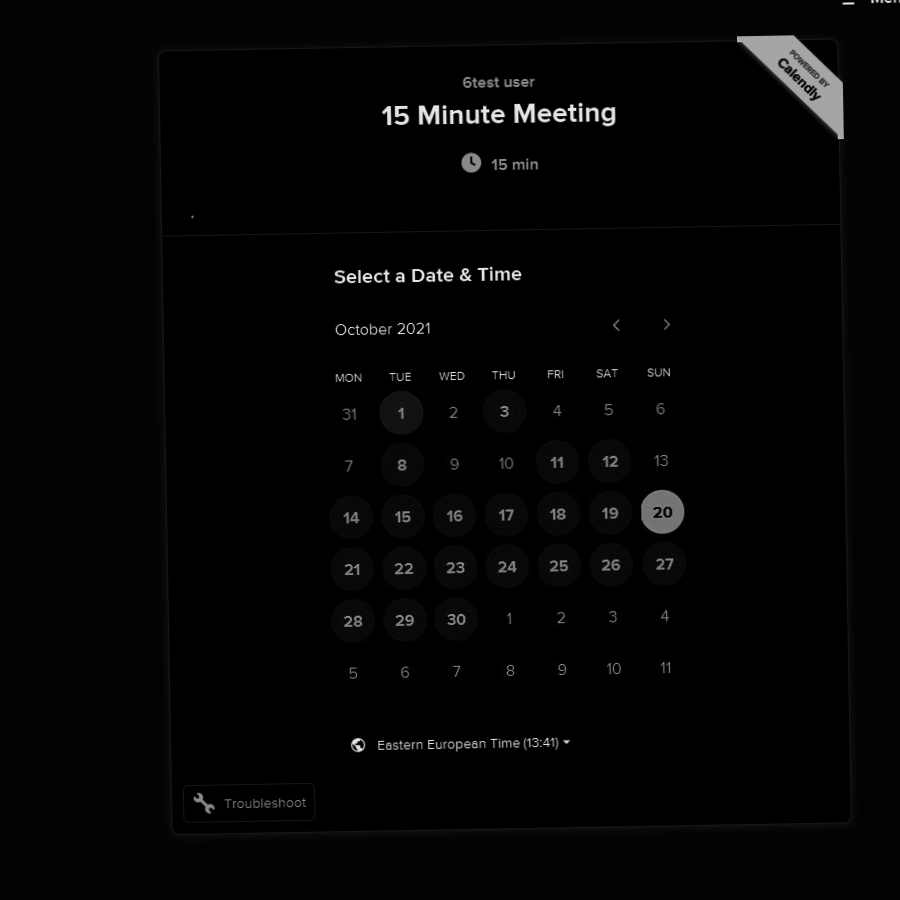 6test user
POWERED BY
Calendly
15 Minute Meeting
15 min
Select a Date & Time
October 2021
MON TUE WED THU FRI SAT SUN
31 1 2 3 4 5 6
7 8 9 10 11 12 13
14 15 16 17 18 19 20
21 22 23 24 25 26 27
28 29 30 1 2 3 4
5 6 7 8 9 10 11
Eastern European Time (13:41)
Troubleshoot